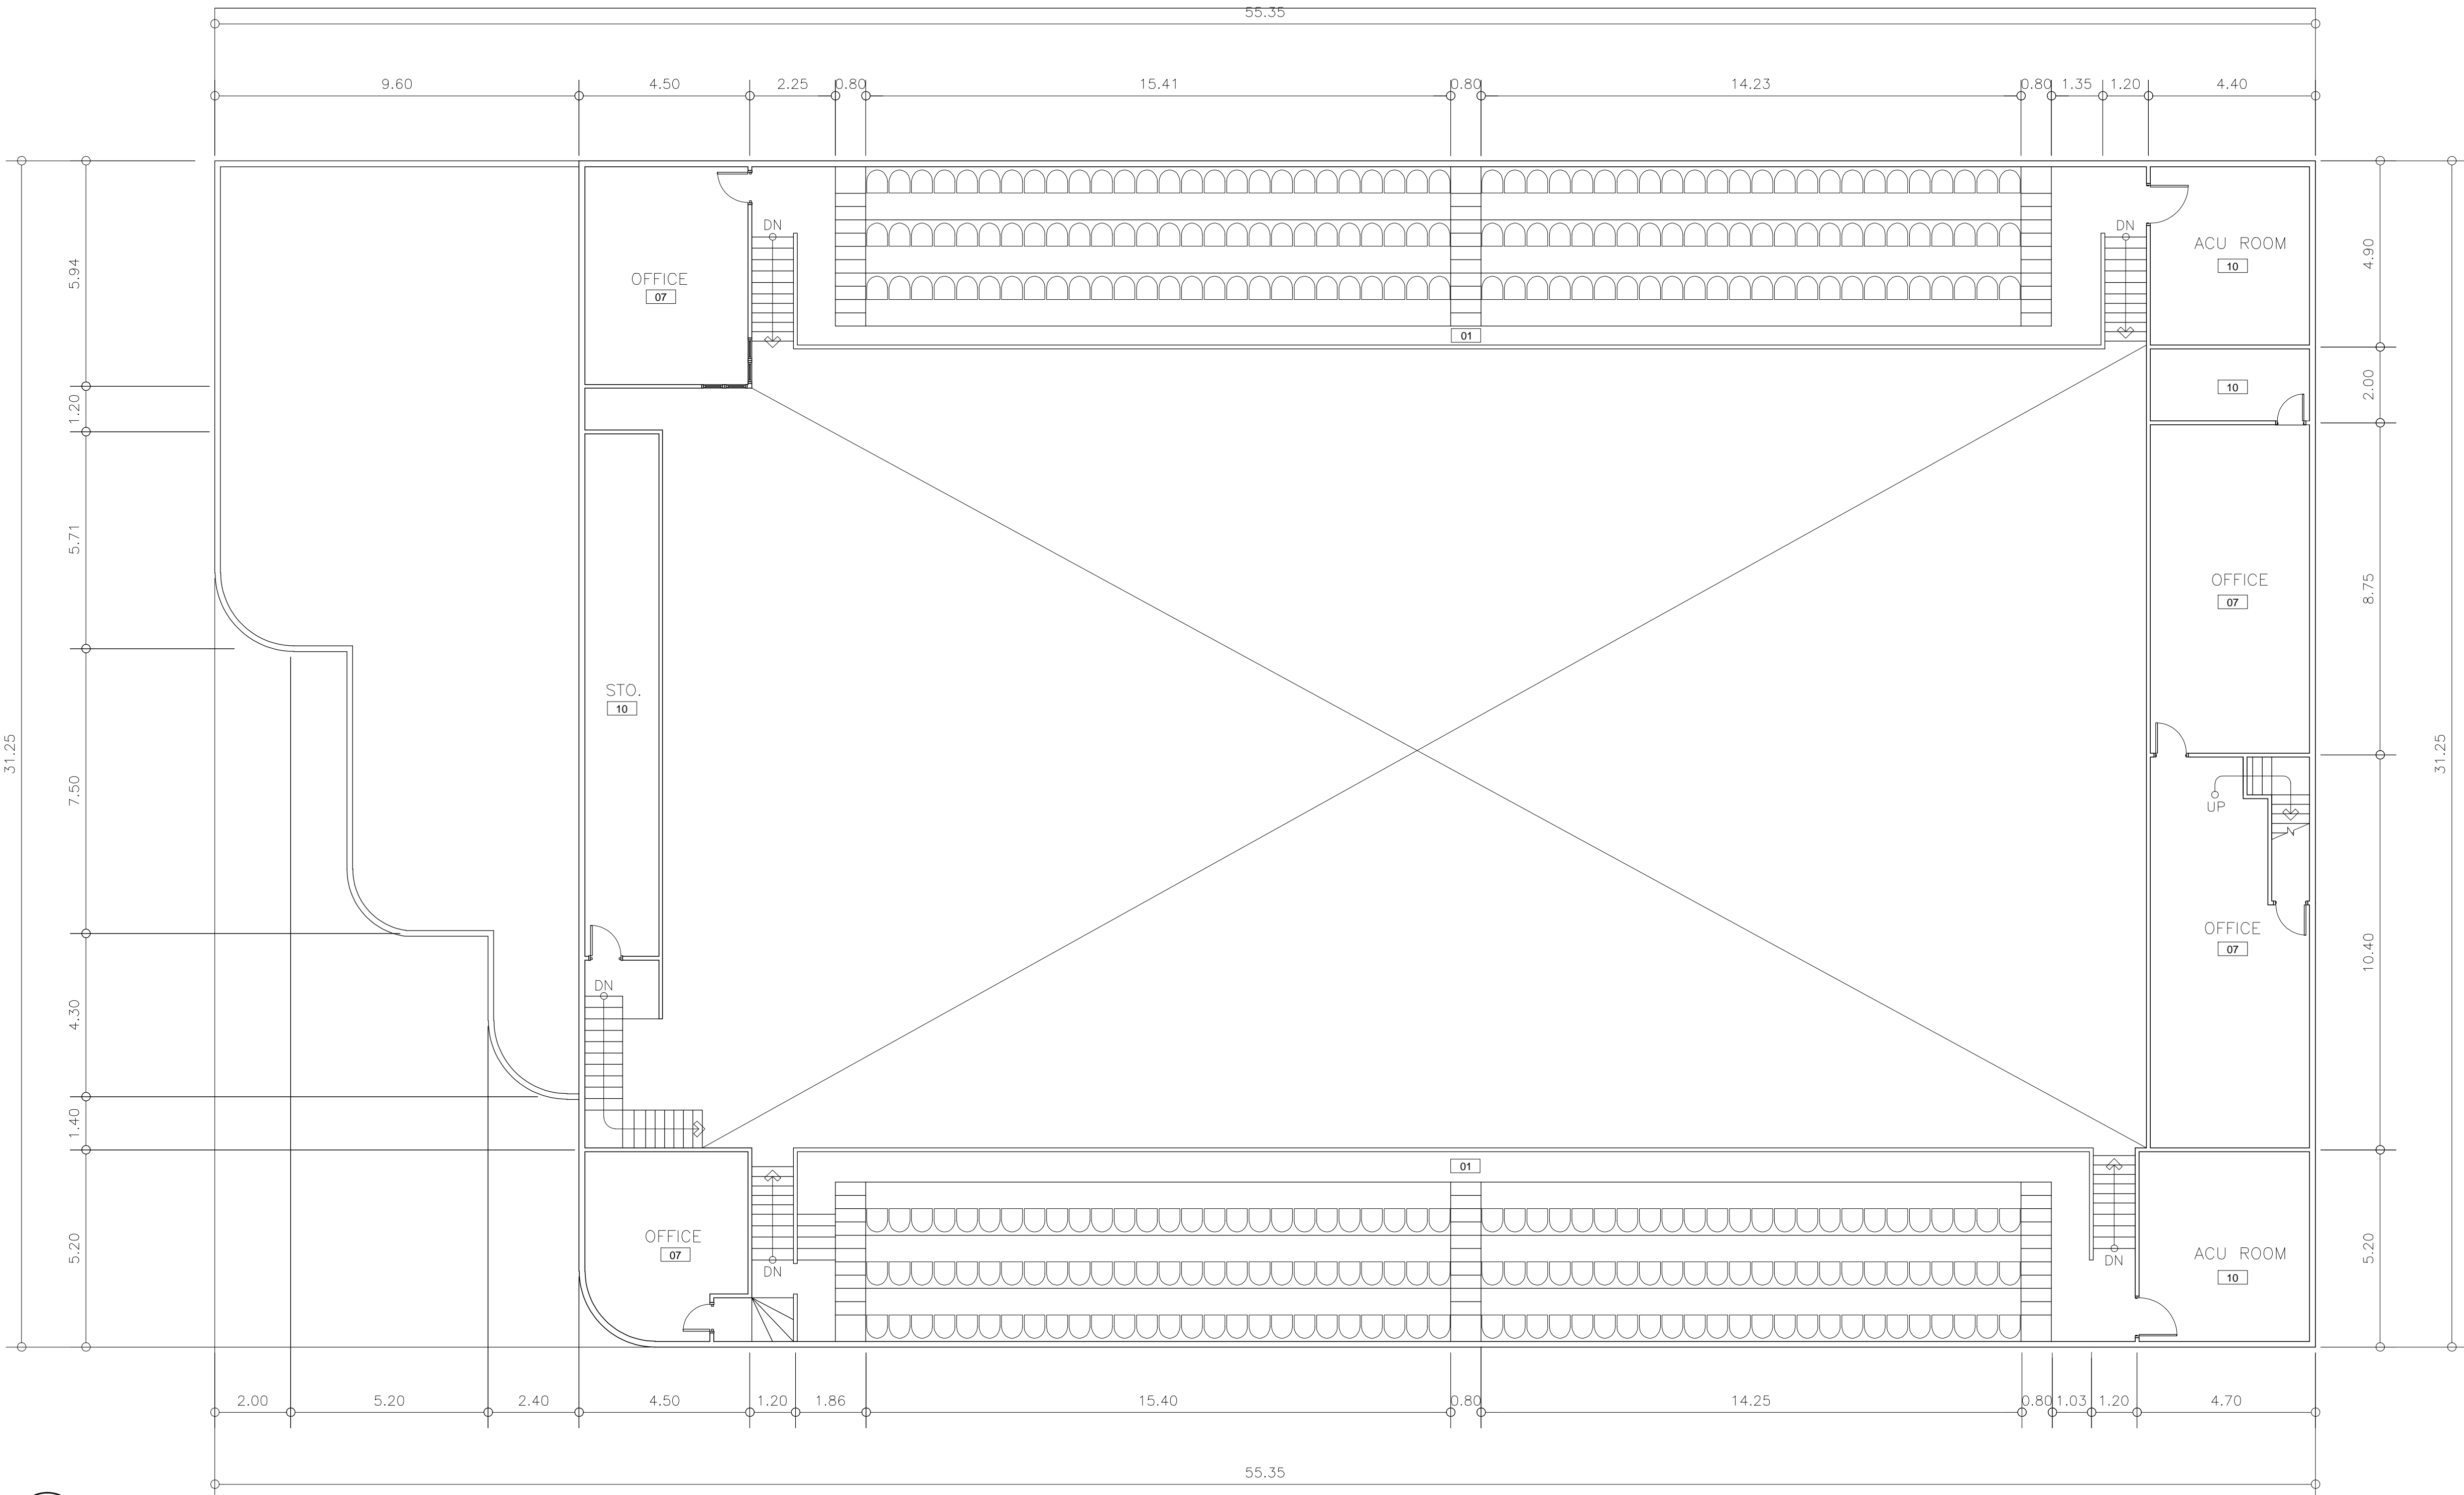 55.35
9.60 4.50 2.25 0.80 15.41 0.80 14.23 0.80 1.35 1.20 4.40
DN
DN
OFFICE
07
ACU ROOM
10
01
10
5.94
1.20
5.71
7.50
4.30
1.40
5.20
31.25
4.90
2.00
8.75
10.40
5.20
31.25
STO.
10
OFFICE
07
UP
OFFICE
07
DN
01
OFFICE
07
DN
DN
ACU ROOM
10
2.00 5.20 2.40 4.50 1.20 1.86 15.40 0.80 14.25 0.80 1.03 1.20 4.70
55.35